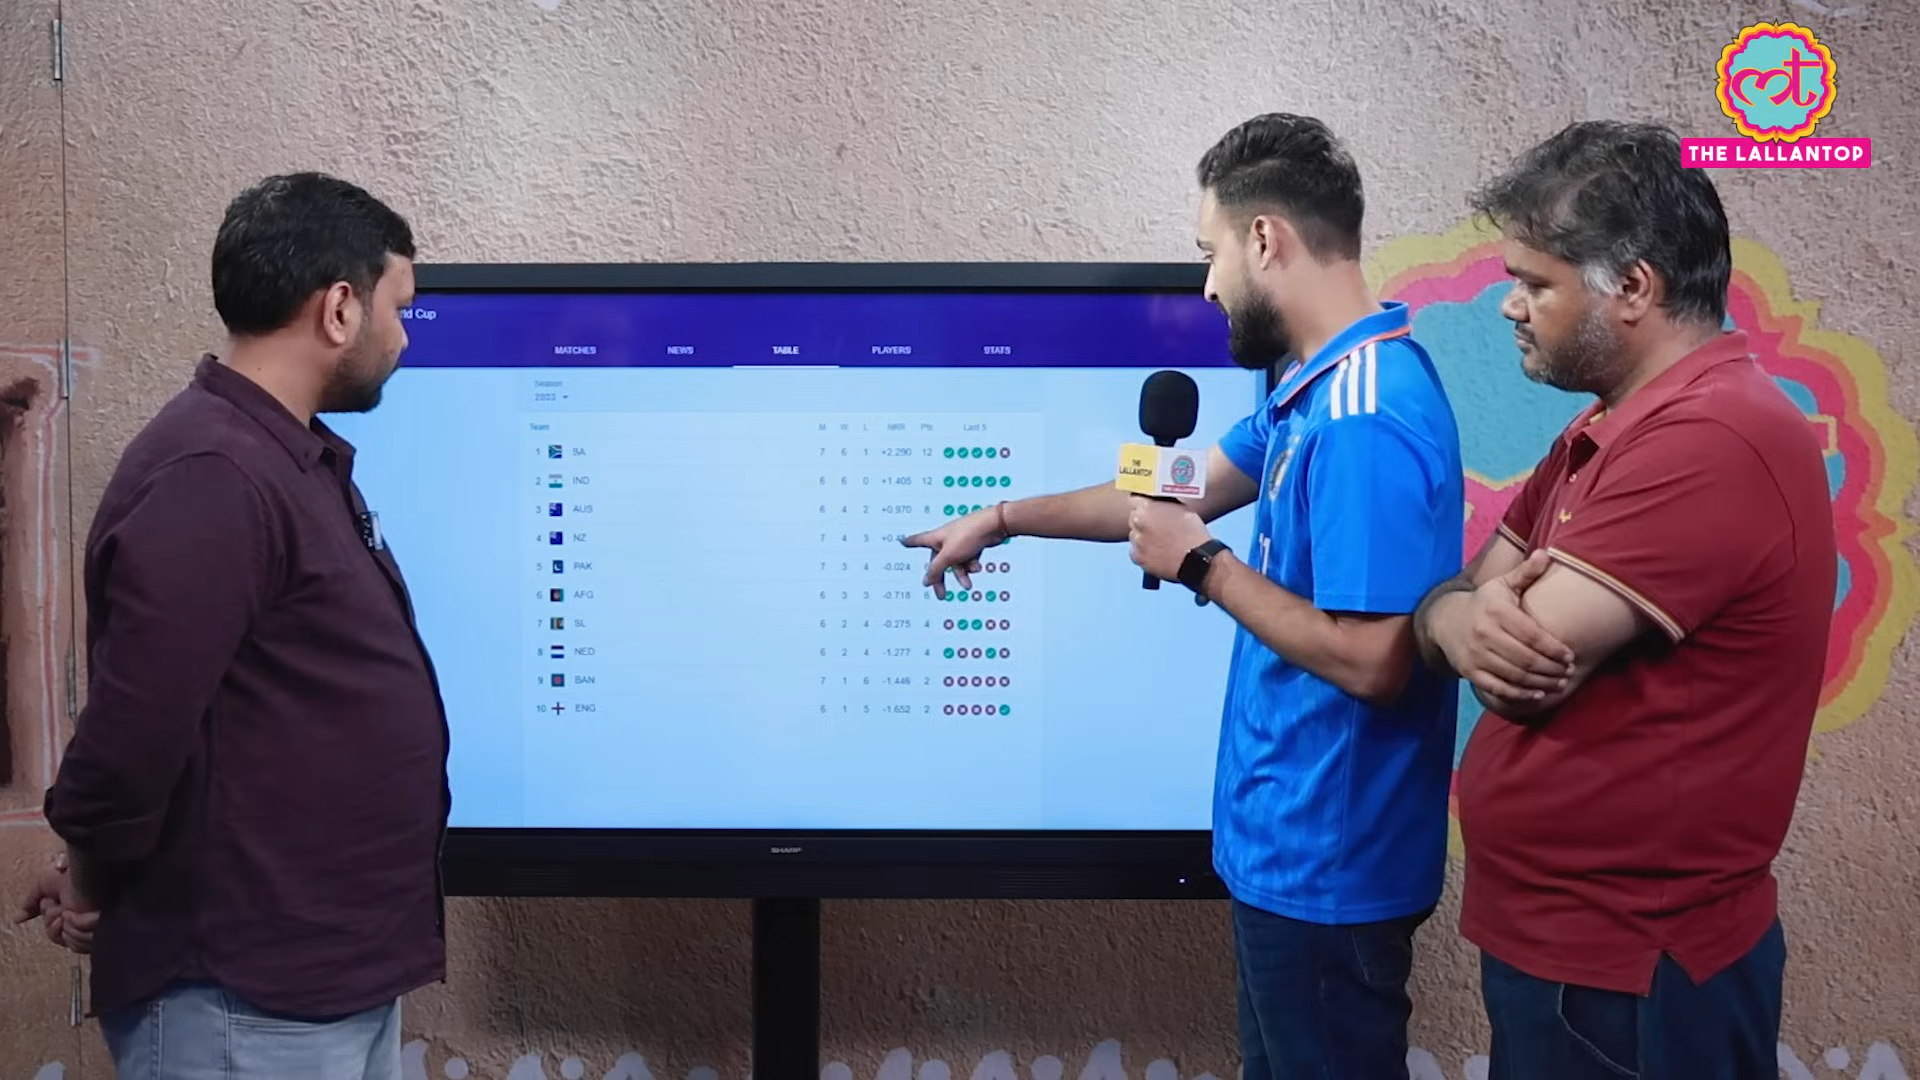 THE LALLANTOP
rld Cup
MATCHES NEWS TABLE PLAYERS STATS
Season
2023
Team M W L NRR Pts Last 5
1 SA 7 6 1 +2.290 12
2 IND 6 6 0 +1.405 12
3 AUS 6 4 2 +0.970 8
4 NZ 7 4 3
5 PAK 7 3 4 -0.024
6 AFG 6 3 3 -0.718 6
7 SL 6 2 4 -0.275 4
8 NED 6 2 4 -1.277 4
9 BAN 7 1 6 -1.446 2
10 ENG 6 1 5 -1.652 2
THE
LALLANTOP
THE LALLANTOP
SHARP